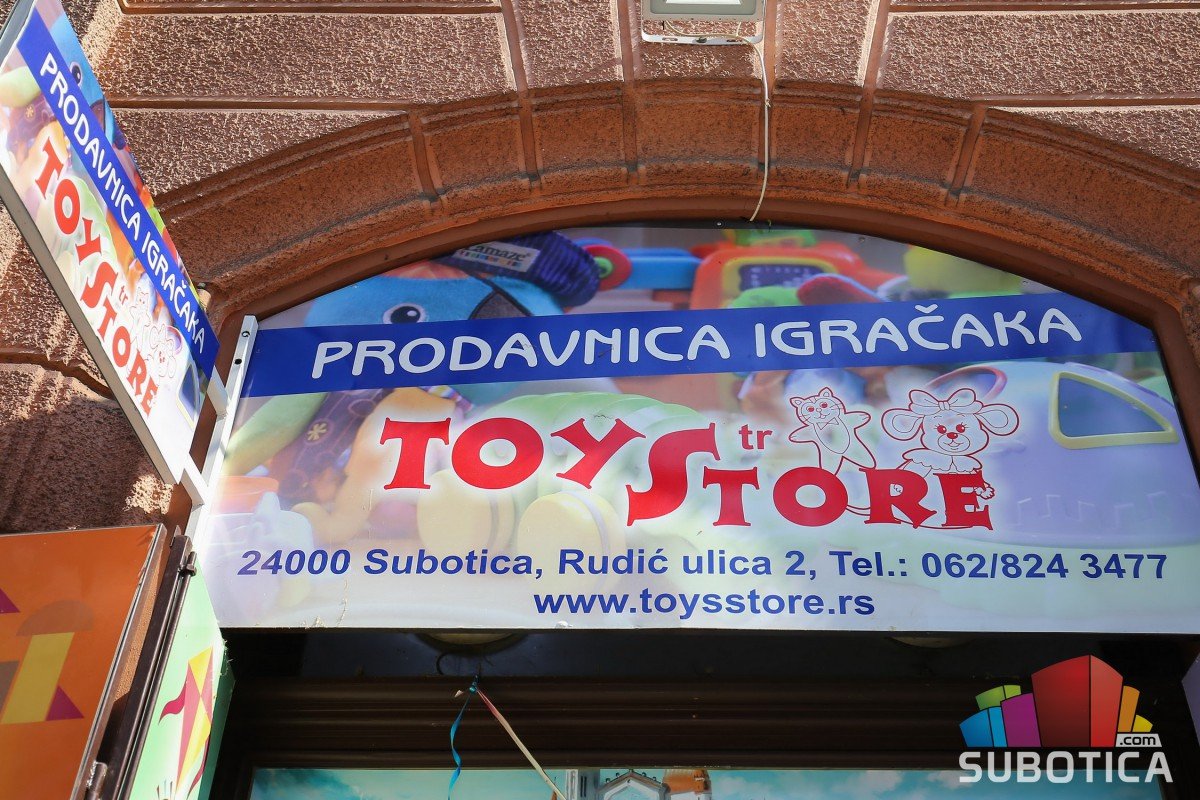 PRODAVNICA IGRAČAKA
TOYS tr STORE
PRODAVNICA IGRAČAKA
TOYS tr STORE
24000 Subotica, Rudić ulica 2, Tel.: 062/824 3477
www.toysstore.rs
.com
SUBOTICA